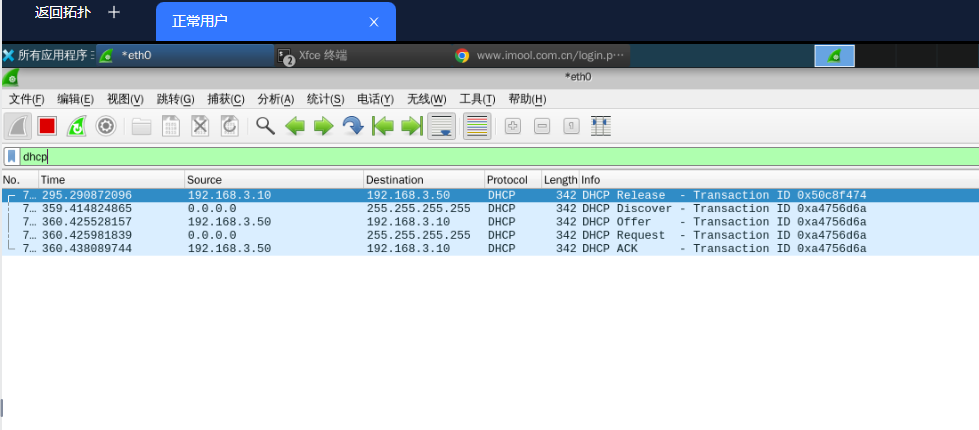 返回拓扑 + 正常用户 x
所有应用程序 *eth0 2 Xfce 终端 www.imool.com.cn/login.p…
*eth0
文件(F) 编辑(E) 视图(V) 跳转(G) 捕获(C) 分析(A) 统计(S) 电话(Y) 无线(W) 工具(T) 帮助(H)
dhcp
No. Time Source Destination Protocol Length Info
7… 295.290872096 192.168.3.10 192.168.3.50 DHCP 342 DHCP Release - Transaction ID 0x50c8f474
7… 359.414824865 0.0.0.0 255.255.255.255 DHCP 342 DHCP Discover - Transaction ID 0xa4756d6a
7… 360.425528157 192.168.3.50 192.168.3.10 DHCP 342 DHCP Offer - Transaction ID 0xa4756d6a
7… 360.425981839 0.0.0.0 255.255.255.255 DHCP 342 DHCP Request - Transaction ID 0xa4756d6a
7… 360.438089744 192.168.3.50 192.168.3.10 DHCP 342 DHCP ACK - Transaction ID 0xa4756d6a